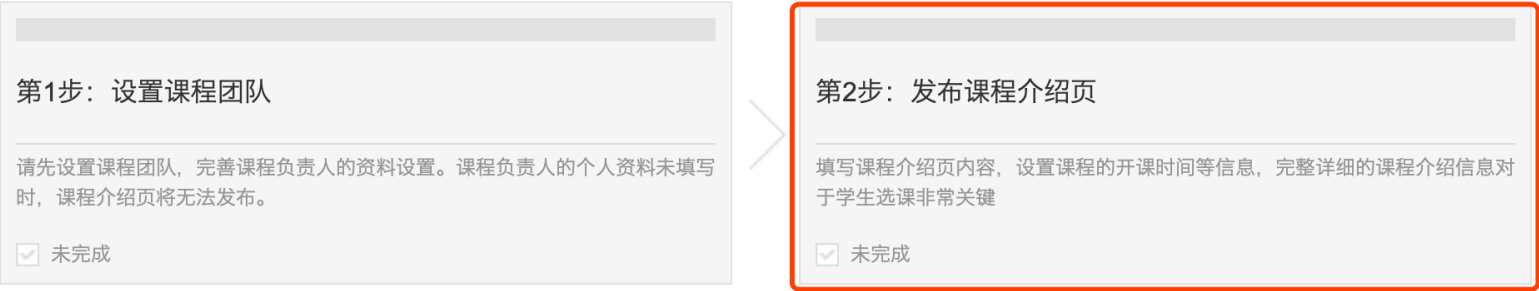 第1步：设置课程团队
请先设置课程团队，完善课程负责人的资料设置。课程负责人的个人资料未填写
时，课程介绍页将无法发布。
未完成
第2步：发布课程介绍页
填写课程介绍页内容，设置课程的开课时间等信息，完整详细的课程介绍信息对
于学生选课非常关键
未完成